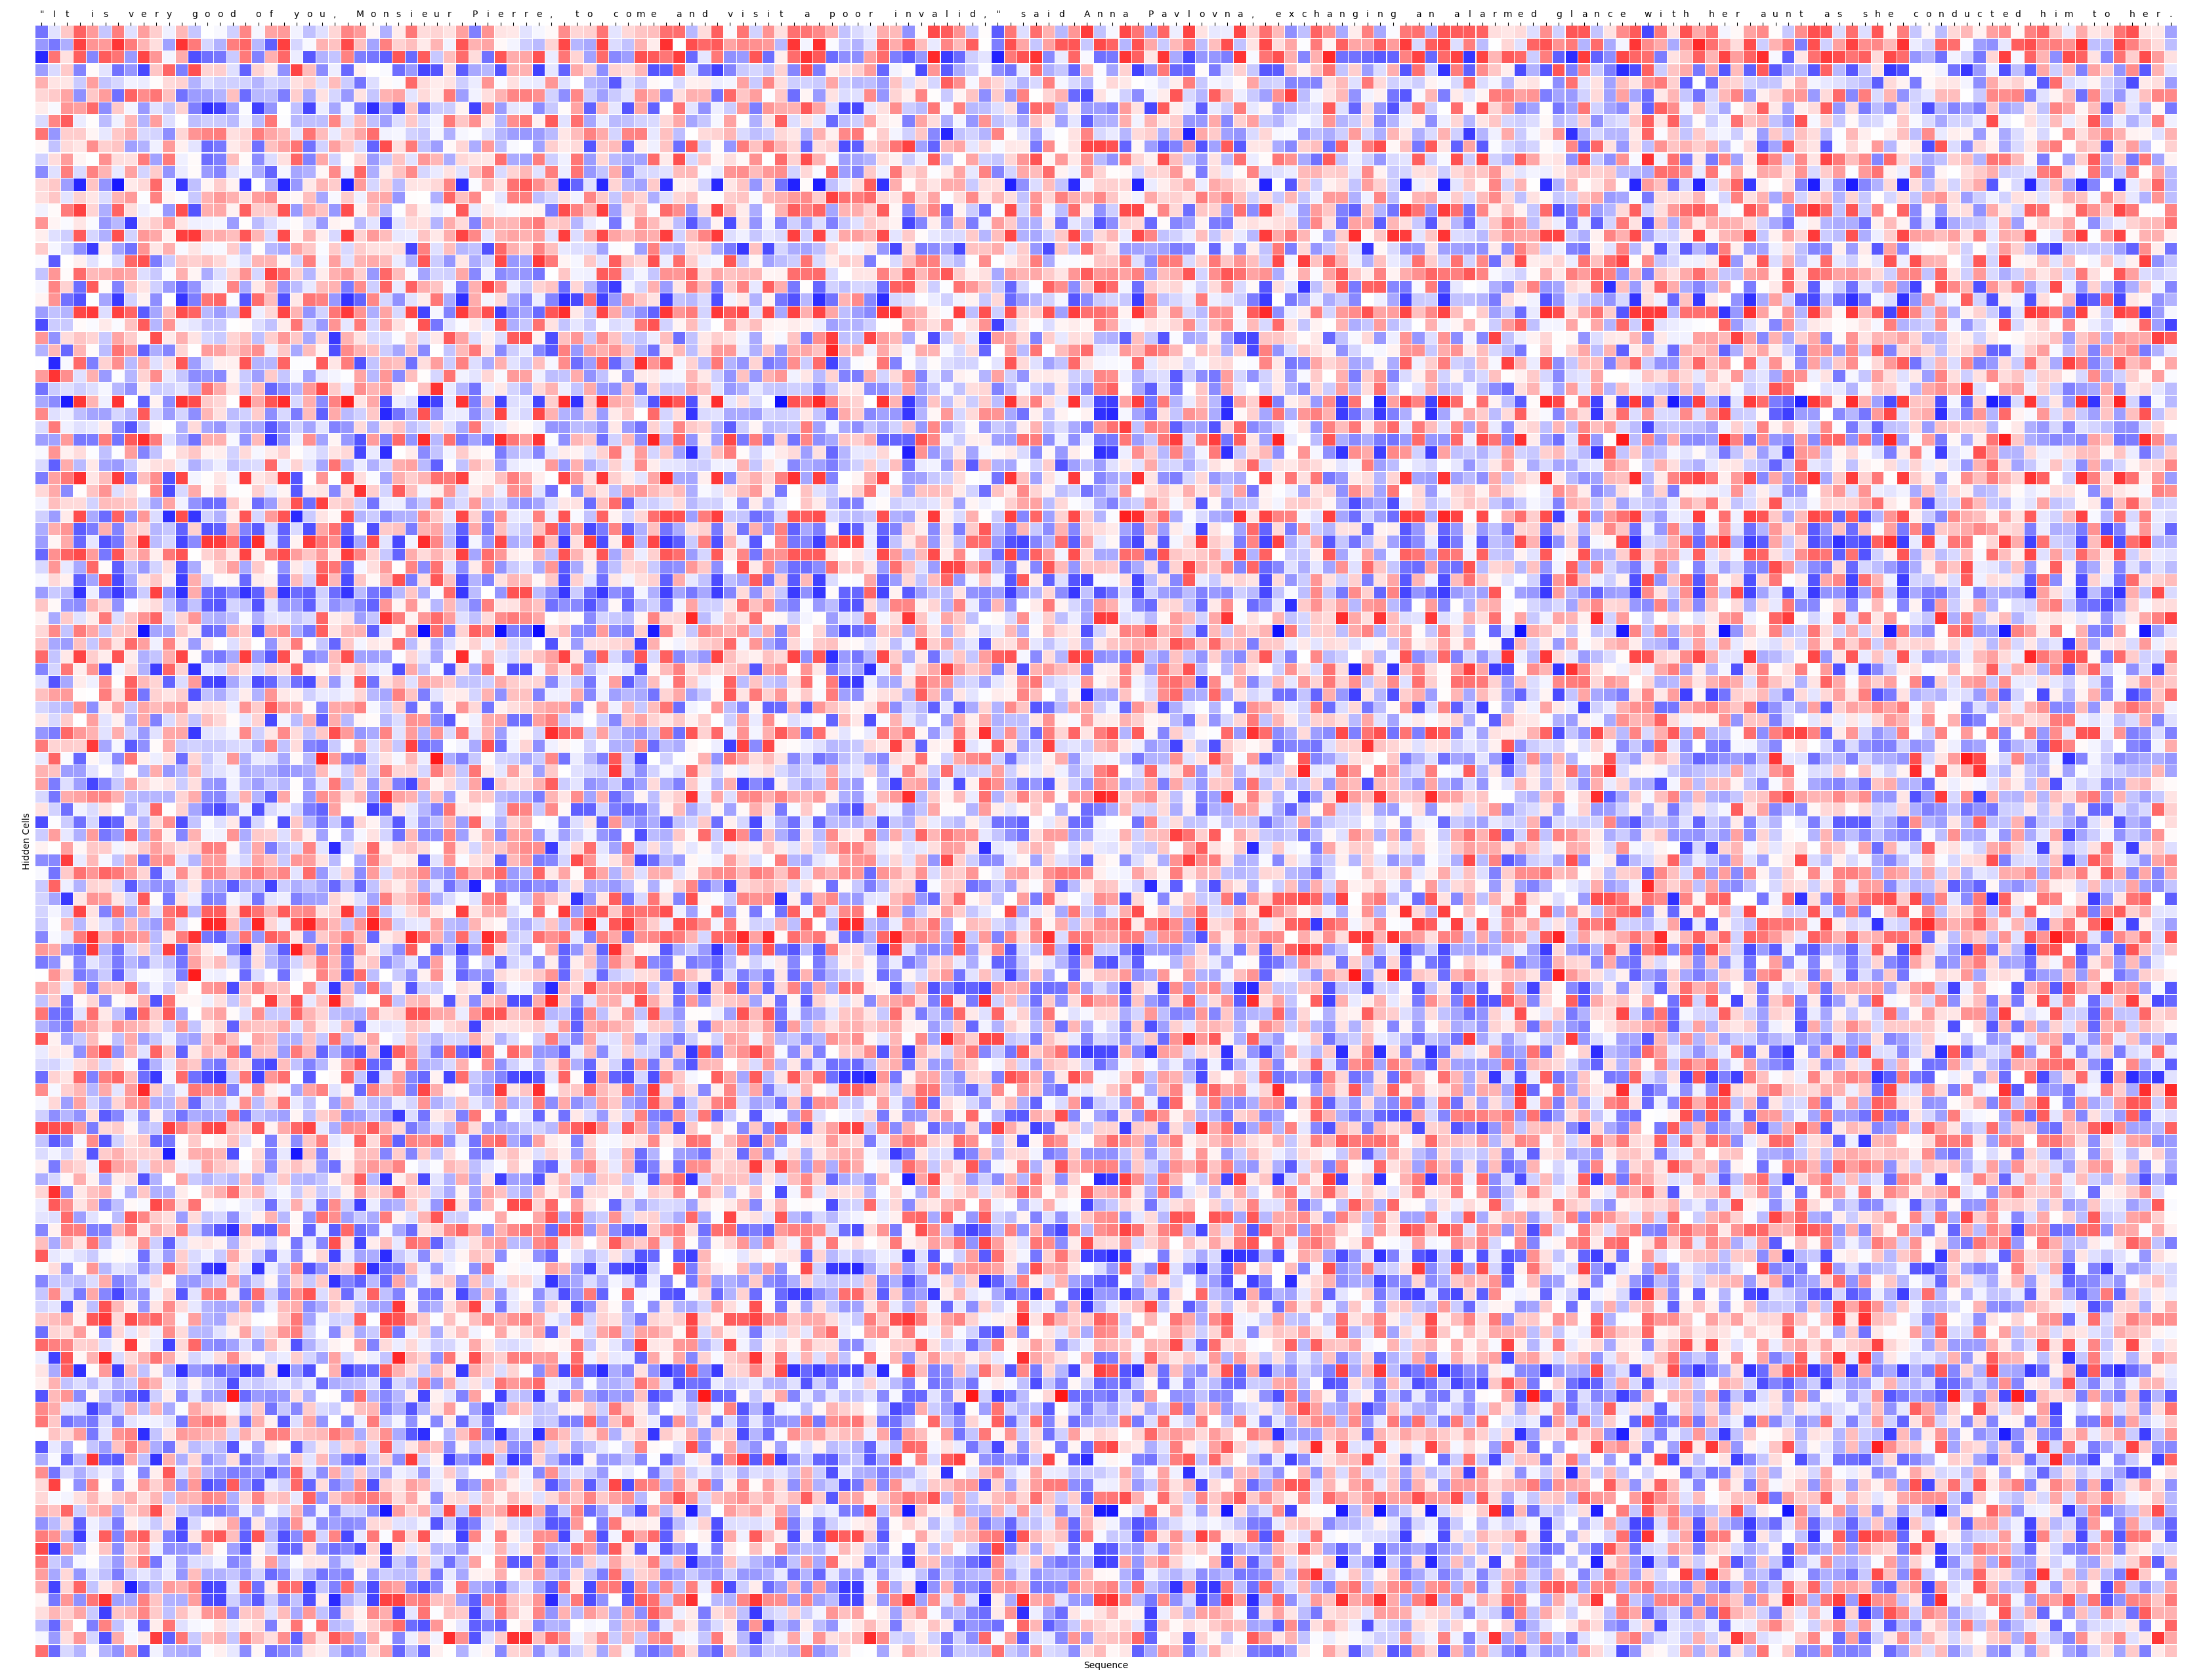 "It is very good of you, Monsieur Pierre, to come and visit a poor invalid," said Anna Pavlovna, exchanging an alarmed glance with her aunt as she conducted him to her.
Hidden Cells
Sequence